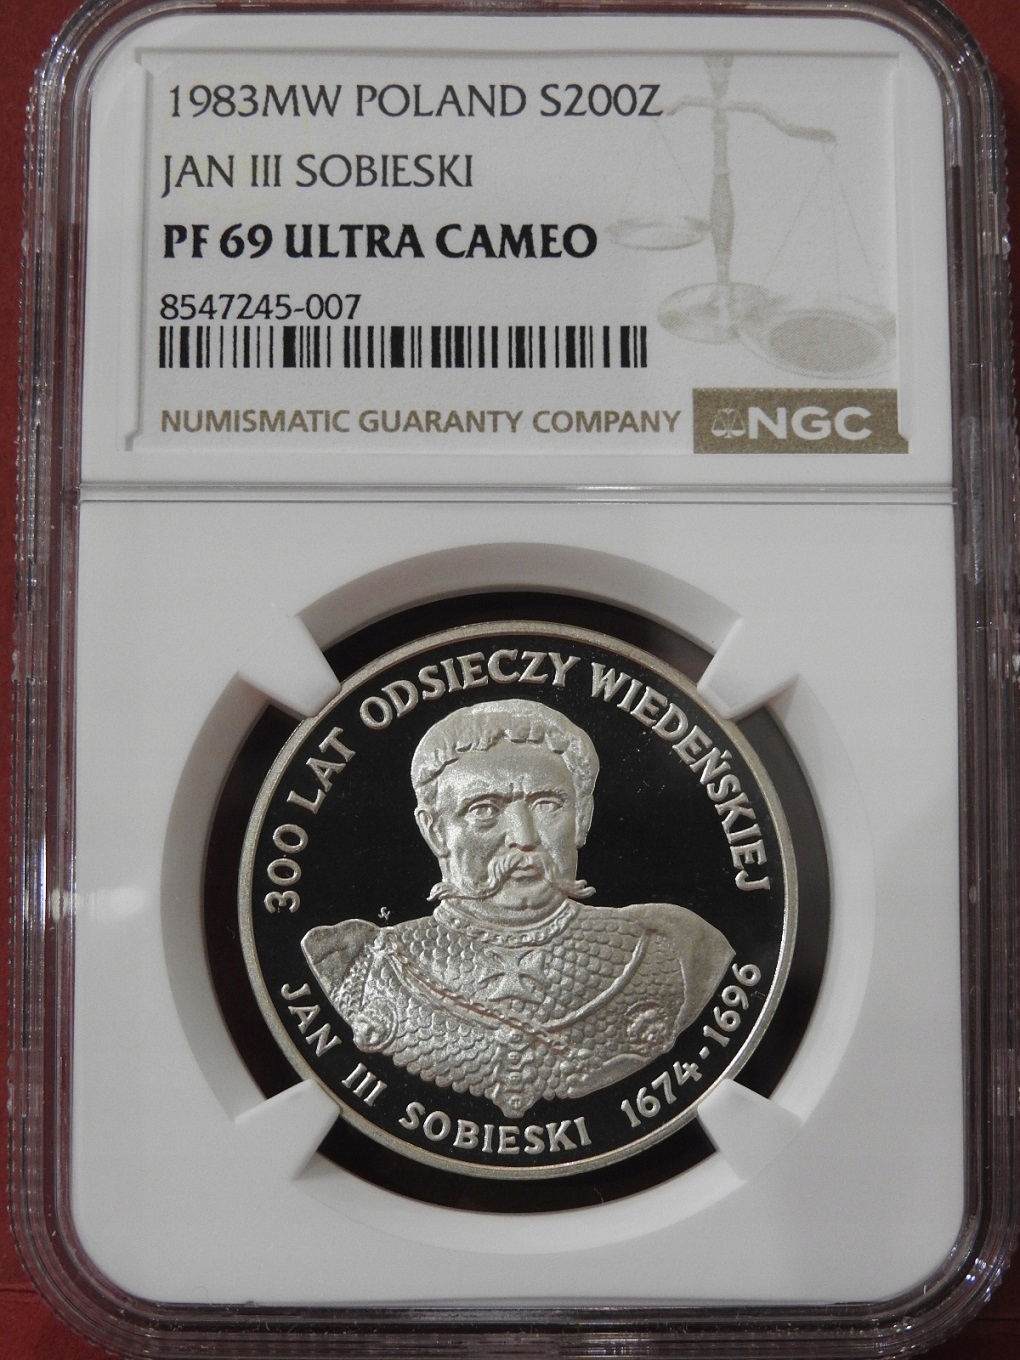 1983MW POLAND S200Z
JAN III SOBIESKI
PF 69 ULTRA CAMEO
8547245-007
NUMISMATIC GUARANTY COMPANY
NGC
300 LAT ODSIECZY WIEDEŃSKIEJ
JAN III SOBIESKI 1674-1696